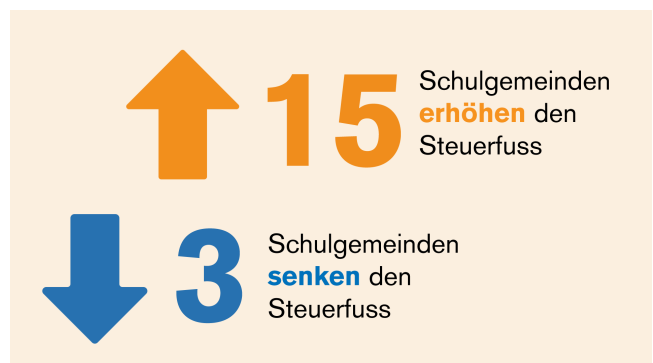 15
Schulgemeinden
erhöhen den
Steuerfuss
3
Schulgemeinden
senken den
Steuerfuss